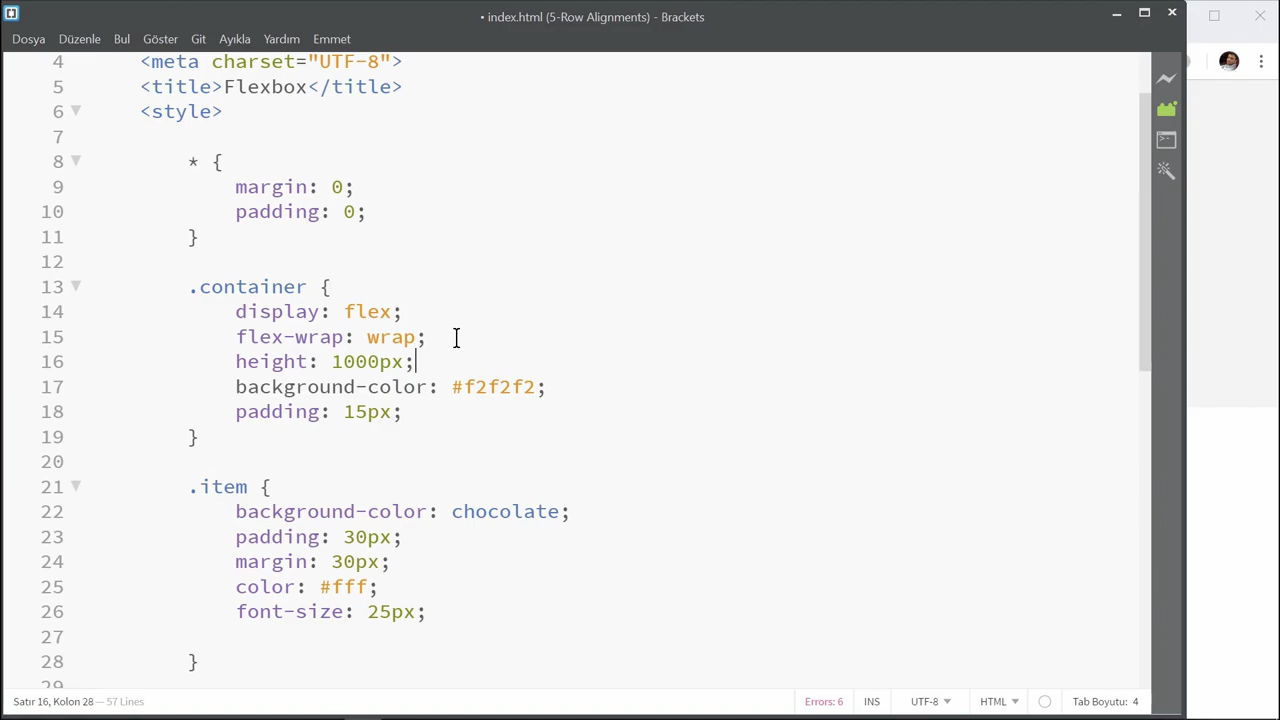 • index.html (5-Row Alignments) - Brackets
Dosya Düzenle Bul Göster Git Ayıkla Yardım Emmet
4 <meta charset="UTF-8">
5 <title>Flexbox</title>
6 <style>
7
8 * {
9 margin: 0;
10 padding: 0;
11 }
12
13 .container {
14 display: flex;
15 flex-wrap: wrap;
16 height: 1000px;
17 background-color: #f2f2f2;
18 padding: 15px;
19 }
20
21 .item {
22 background-color: chocolate;
23 padding: 30px;
24 margin: 30px;
25 color: #fff;
26 font-size: 25px;
27
28 }
29
Satır 16, Kolon 28 — 57 Lines Errors: 6 INS UTF-8 HTML Tab Boyutu: 4